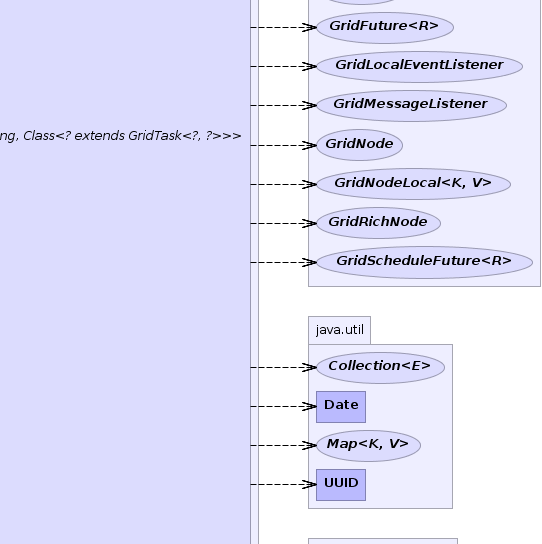 GridFuture<R>
GridLocalEventListener
GridMessageListener
ng, Class<? extends GridTask<?, ?>>>
GridNode
GridNodeLocal<K, V>
GridRichNode
GridScheduleFuture<R>
java.util
Collection<E>
Date
Map<K, V>
UUID